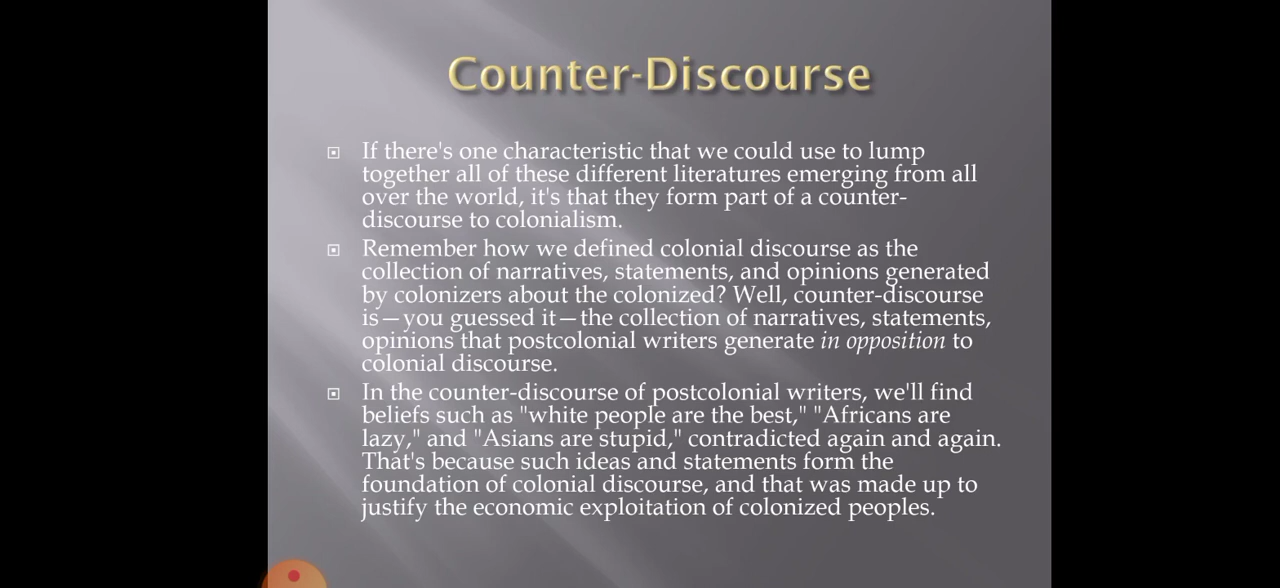 Counter-Discourse
If there's one characteristic that we could use to lump
together all of these different literatures emerging from all
over the world, it's that they form part of a counter-
discourse to colonialism.
Remember how we defined colonial discourse as the
collection of narratives, statements, and opinions generated
by colonizers about the colonized? Well, counter-discourse
is—you guessed it—the collection of narratives, statements,
opinions that postcolonial writers generate in opposition to
colonial discourse.
In the counter-discourse of postcolonial writers, we'll find
beliefs such as "white people are the best," "Africans are
lazy," and "Asians are stupid," contradicted again and again.
That's because such ideas and statements form the
foundation of colonial discourse, and that was made up to
justify the economic exploitation of colonized peoples.